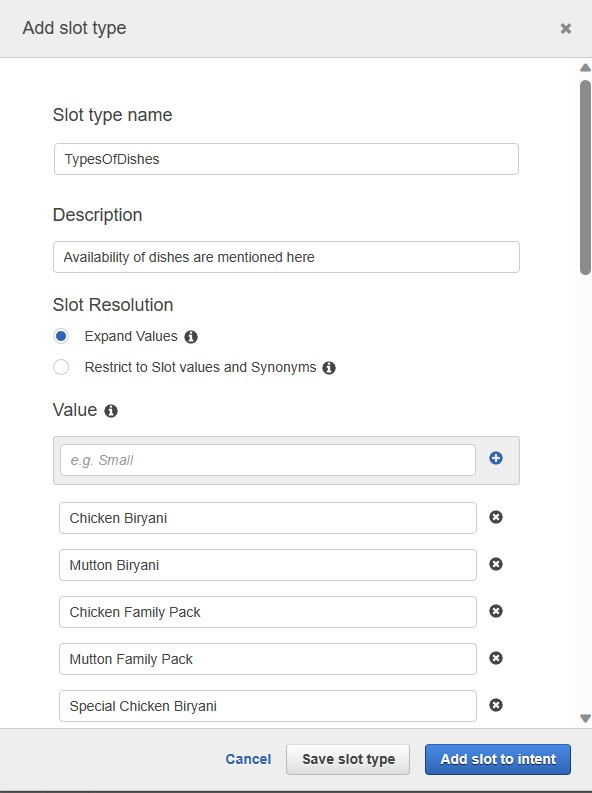 Add slot type
Slot type name
TypesOfDishes
Description
Availability of dishes are mentioned here
Slot Resolution
Expand Values
Restrict to Slot values and Synonyms
Value
e.g. Small
Chicken Biryani
Mutton Biryani
Chicken Family Pack
Mutton Family Pack
Special Chicken Biryani
Cancel Save slot type Add slot to intent